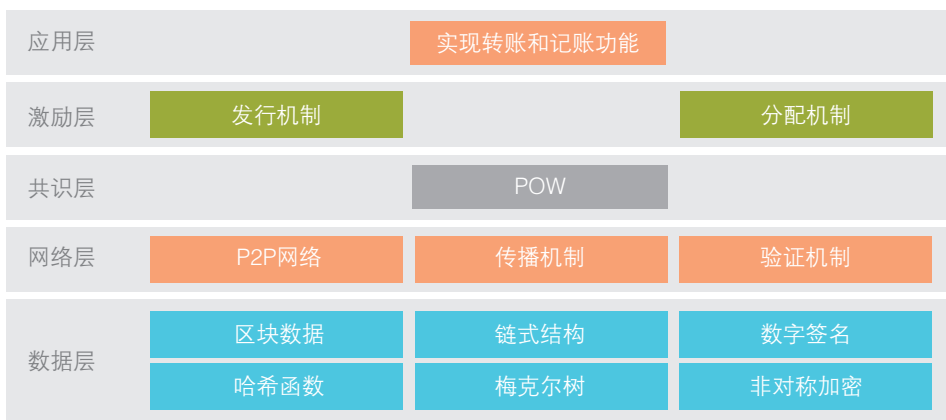 应用层
实现转账和记账功能
激励层
发行机制
分配机制
共识层
POW
网络层
P2P网络
传播机制
验证机制
数据层
区块数据
链式结构
数字签名
哈希函数
梅克尔树
非对称加密